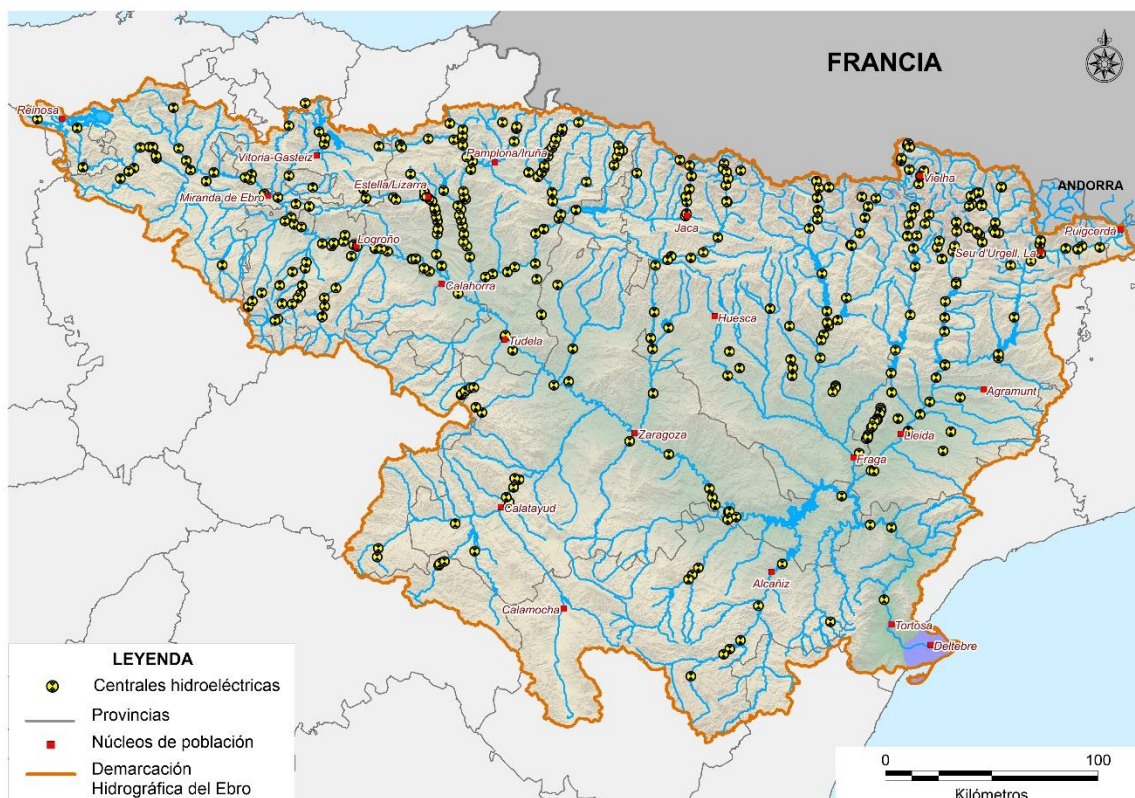 FRANCIA
Reinosa
Vitoria-Gasteiz
Pamplona/Iruña
Vielha
ANDORRA
Estella/Lizarra
Miranda de Ebro
Jaca
Puigcerdá
Logroño
Seu d'Urgell, La
Calahorra
Huesca
Tudela
Agramunt
Zaragoza
Lleida
Fraga
Calatayud
Alcañiz
Calamocha
Tortosa
Deltebre
LEYENDA
Centrales hidroeléctricas
Provincias
Núcleos de población
Demarcación
Hidrográfica del Ebro
0 100
Kilómetros